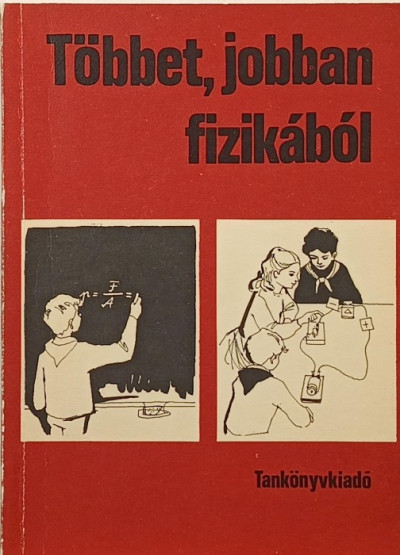 Többet, jobban
fizikából
p = F/A =
Tankönyvkiadó